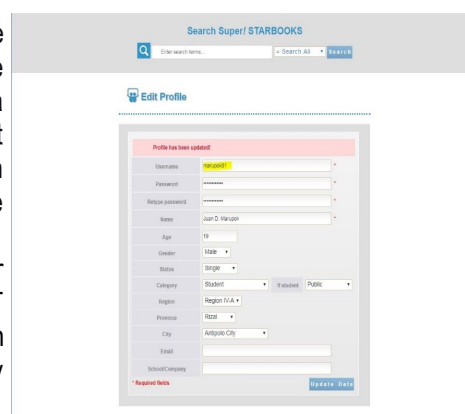 Search Super/ STARBOOKS
Enter search terms...
= Search All
Search
Edit Profile
Profile has been updated!
Username
marupok01 *
Password
*
Retype password
*
Name
Juan D. Marupok *
Age
19
Gender
Male
Status
Single
Category
Student
If student
Public
Region
Region IV-A
Province
Rizal
City
Antipolo City
Email
School/Company
* Required fields
Update Data